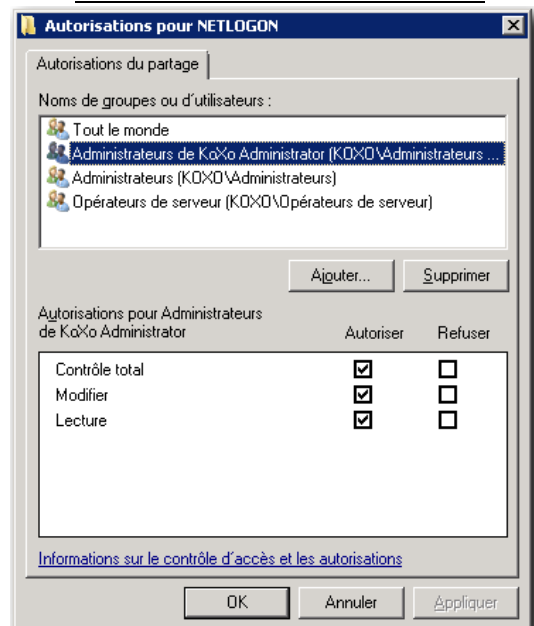 Autorisations pour NETLOGON
Autorisations du partage
Noms de groupes ou d'utilisateurs :
Tout le monde
Administrateurs de KoXo Administrator (KOXO\Administrateurs ...
Administrateurs (KOXO\Administrateurs)
Opérateurs de serveur (KOXO\Opérateurs de serveur)
Ajouter... Supprimer
Autorisations pour Administrateurs
de KoXo Administrator Autoriser Refuser
Contrôle total
Modifier
Lecture
Informations sur le contrôle d'accès et les autorisations
OK Annuler Appliquer